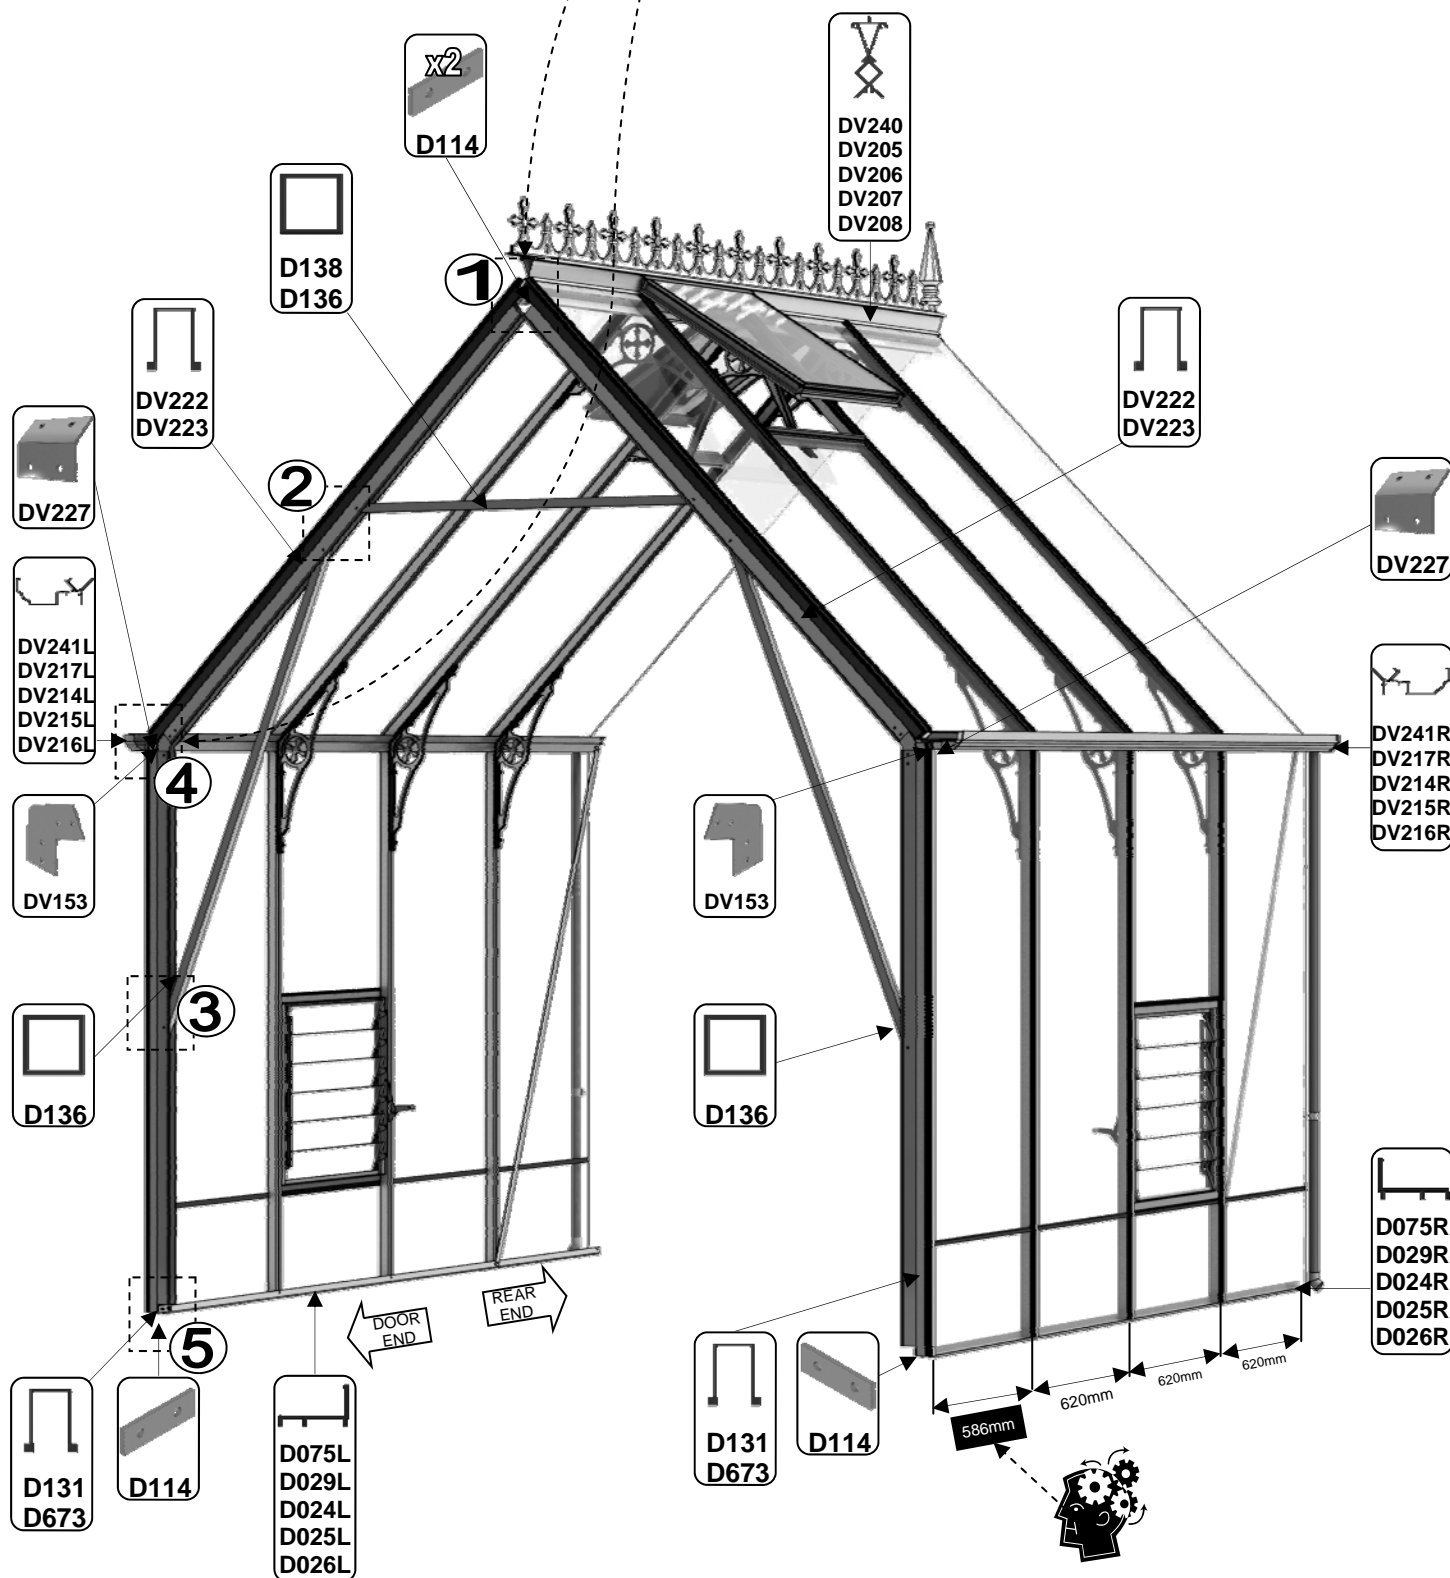 x2
D114
DV240
DV205
DV206
DV207
DV208
D138
D136
1
DV222
DV223
DV222
DV223
DV227
2
DV227
DV241L
DV217L
DV214L
DV215L
DV216L
DV241R
DV217R
DV214R
DV215R
DV216R
4
DV153
DV153
3
D136
D136
D075R
D029R
D024R
D025R
D026R
REAR
END
DOOR
END
5
620mm
620mm
620mm
586mm
D131
D673
D114
D075L
D029L
D024L
D025L
D026L
D131
D673
D114